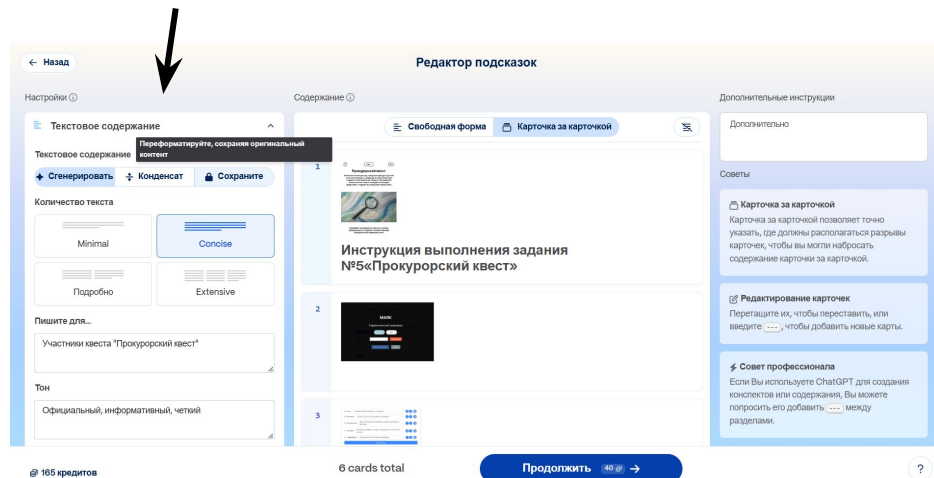 ← Назад
Редактор подсказок
Настройки
Содержание
Дополнительные инструкции
Текстовое содержание
Переформатируйте, сохраняя оригинальный
контент
Текстовое содержание
Сгенерировать
Конденсат
Сохраните
Количество текста
Minimal
Concise
Подробно
Extensive
Пишите для...
Участники квеста "Прокурорский квест"
Тон
Официальный, информативный, четкий
165 кредитов
Свободная форма
Карточка за карточкой
1
Инструкция выполнения задания
№5«Прокурорский квест»
2
3
6 cards total
Продолжить 40 →
Дополнительно
Советы
Карточка за карточкой
Карточка за карточкой позволяет точно
указать, где должны располагаться разрывы
карточек, чтобы вы могли набросать
содержание карточки за карточкой.
Редактирование карточек
Перетащите их, чтобы переставить, или
введите ---, чтобы добавить новые карты.
Совет профессионала
Если Вы используете ChatGPT для создания
конспектов или содержания, Вы можете
попросить его добавить --- между
разделами.
?